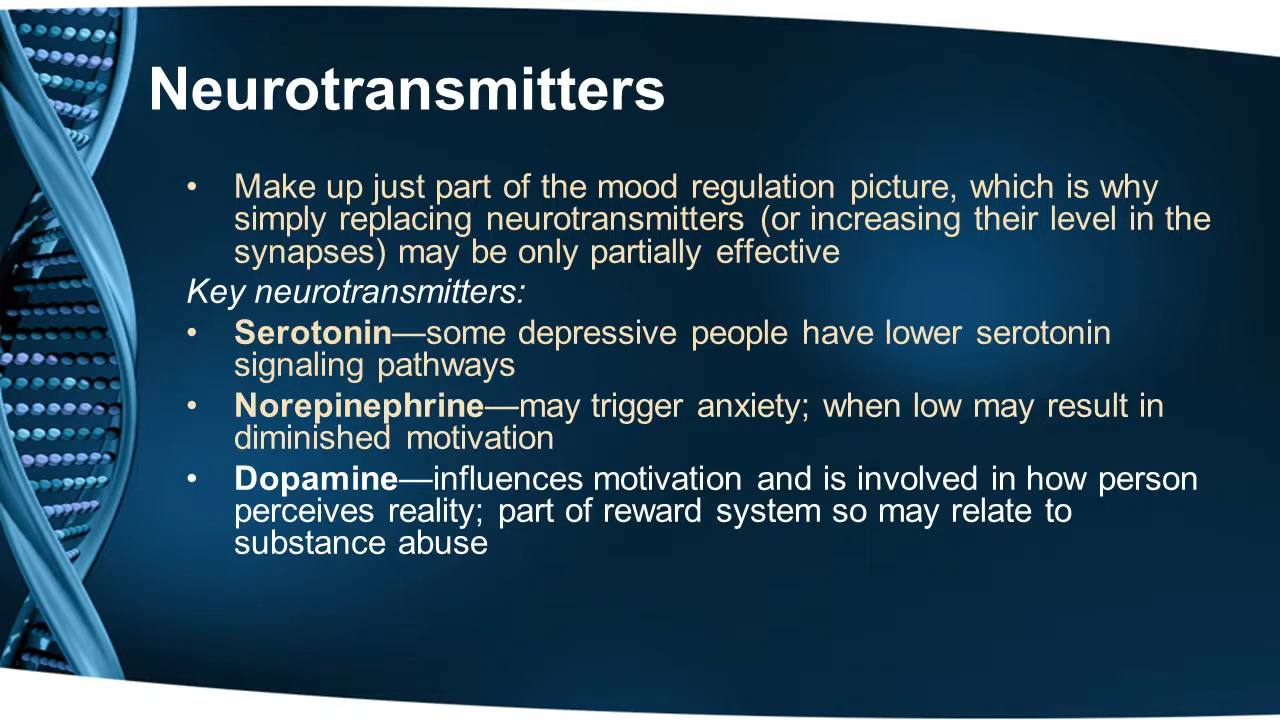 Neurotransmitters
• Make up just part of the mood regulation picture, which is why
simply replacing neurotransmitters (or increasing their level in the
synapses) may be only partially effective
Key neurotransmitters:
• Serotonin—some depressive people have lower serotonin
signaling pathways
• Norepinephrine—may trigger anxiety; when low may result in
diminished motivation
• Dopamine—influences motivation and is involved in how person
perceives reality; part of reward system so may relate to
substance abuse